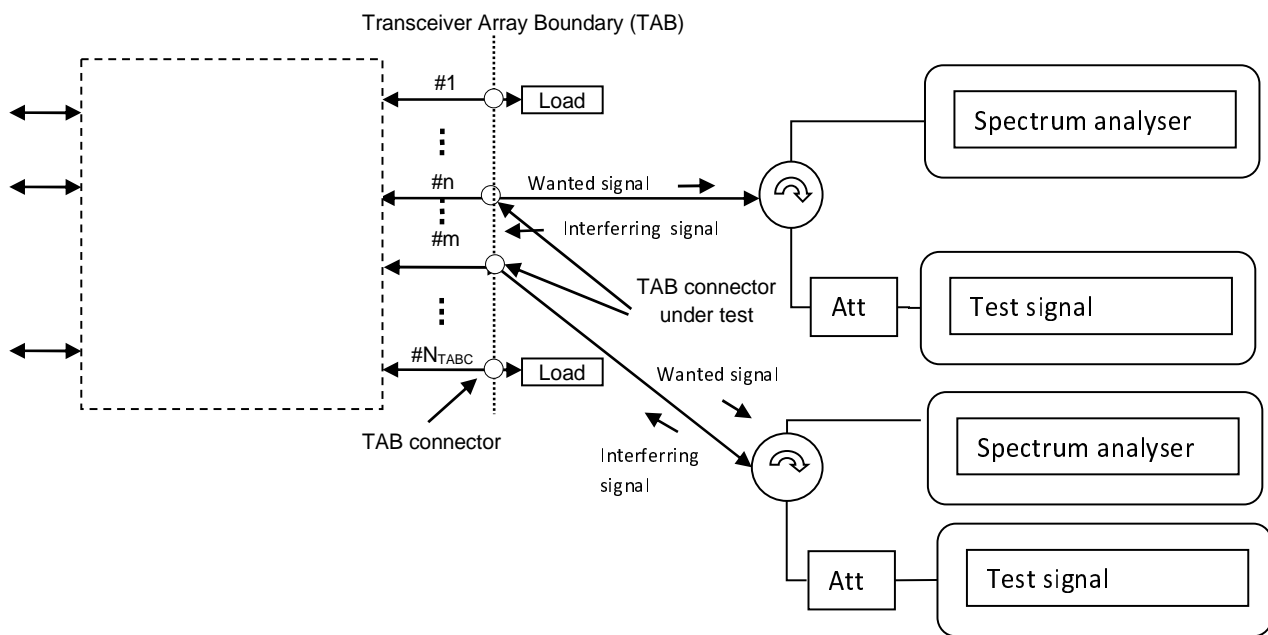 Transceiver Array Boundary (TAB)
#1
Load
Spectrum analyser
#n
Wanted signal
Interferring signal
#m
TAB connector
under test
Att
Test signal
#NTABC
Load
Wanted signal
TAB connector
Interferring
signal
Spectrum analyser
Att
Test signal